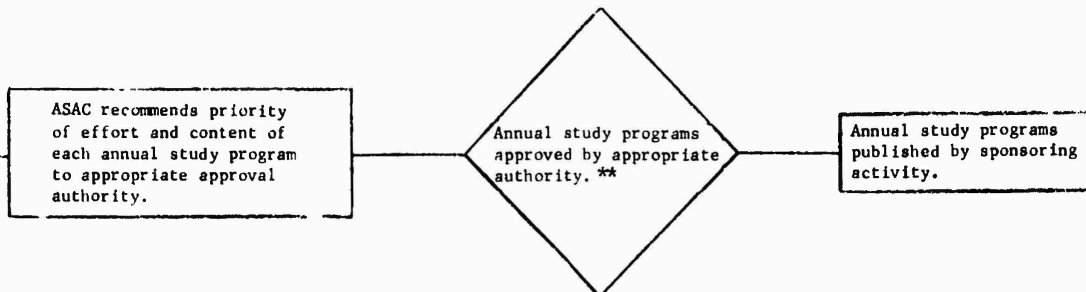 ASAC recommends priority
of effort and content of
each annual study program
to appropriate approval
authority.
Annual study programs
approved by appropriate
authority. **
Annual study programs
published by sponsoring
activity.